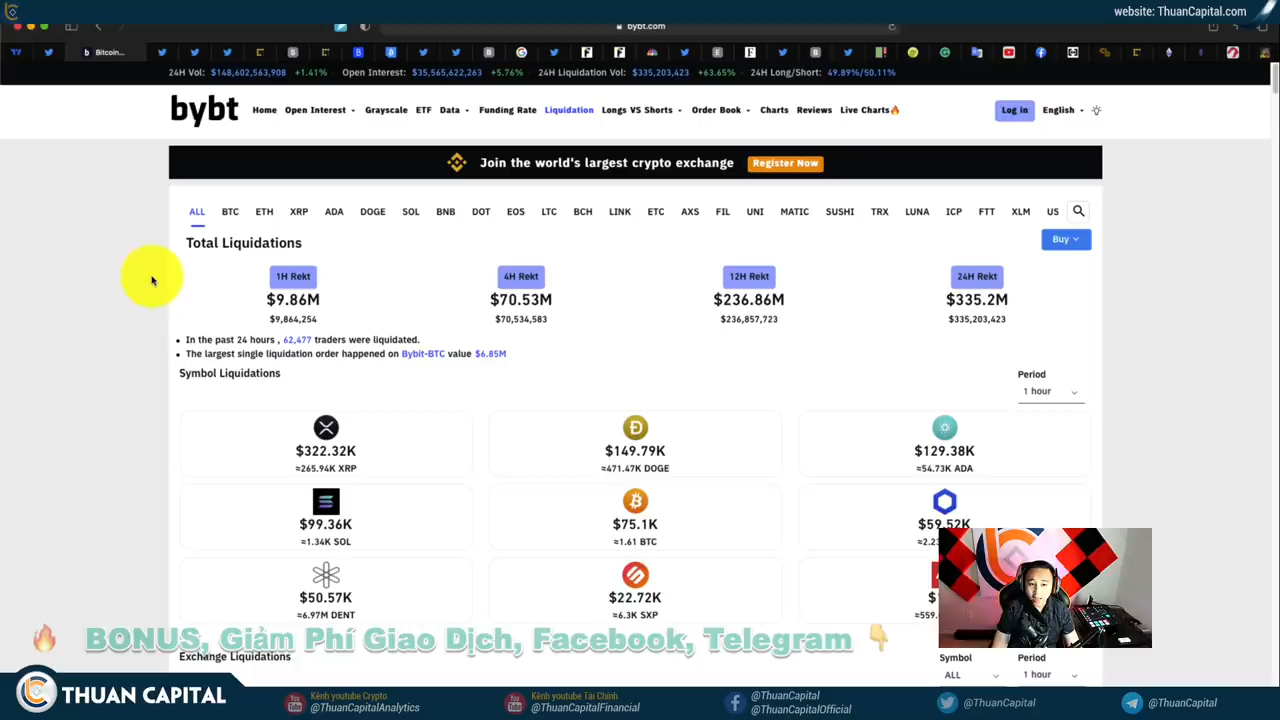 website: ThuanCapital.com
bybt.com
Bitcoin...
24H Vol: $148,602,563,908 +1.41% Open Interest: $35,565,622,263 +5.76% 24H Liquidation Vol: $335,203,423 +63.65% 24H Long/Short: 49.89%/50.11%
bybt Home Open Interest Grayscale ETF Data Funding Rate Liquidation Longs VS Shorts Order Book Charts Reviews Live Charts🔥 Log in English
Join the world's largest crypto exchange Register Now
ALL BTC ETH XRP ADA DOGE SOL BNB DOT EOS LTC BCH LINK ETC AXS FIL UNI MATIC SUSHI TRX LUNA ICP FTT XLM US
Total Liquidations
Buy
1H Rekt 4H Rekt 12H Rekt 24H Rekt
$9.86M $70.53M $236.86M $335.2M
$9,864,254 $70,534,583 $236,857,723 $335,203,423
In the past 24 hours , 62,477 traders were liquidated.
The largest single liquidation order happened on Bybit-BTC value $6.85M
Symbol Liquidations
Period
1 hour
$322.32K $149.79K $129.38K
≈265.94K XRP ≈471.47K DOGE ≈54.73K ADA
$99.36K $75.1K $59.52K
≈1.34K SOL ≈1.61 BTC
$50.57K $22.72K
≈6.97M DENT ≈6.3K SXP ≈559.
🔥 BONUS, Giảm Phí Giao Dịch, Facebook, Telegram 👇
Exchange Liquidations
Symbol Period
ALL 1 hour
THUAN CAPITAL
Kênh youtube Crypto
@ThuanCapitalAnalytics
Kênh youtube Tài Chính
@ThuanCapitalFinancial
@ThuanCapital
@ThuanCapitalOfficial
@ThuanCapital
@ThuanCapital